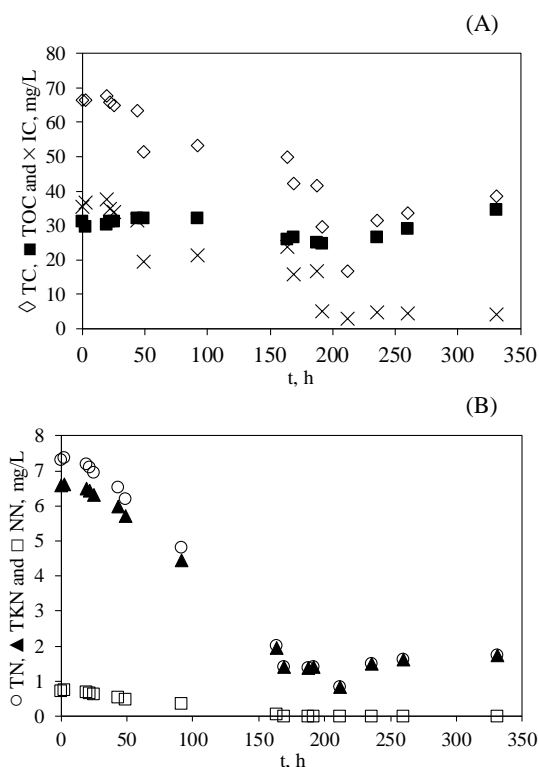 (A)
◇ TC, ■ TOC and × IC, mg/L
80
70
60
50
40
30
20
10
0
0 50 100 150 200 250 300 350
t, h
(B)
○ TN, ▲ TKN and □ NN, mg/L
8
7
6
5
4
3
2
1
0
0 50 100 150 200 250 300 350
t, h